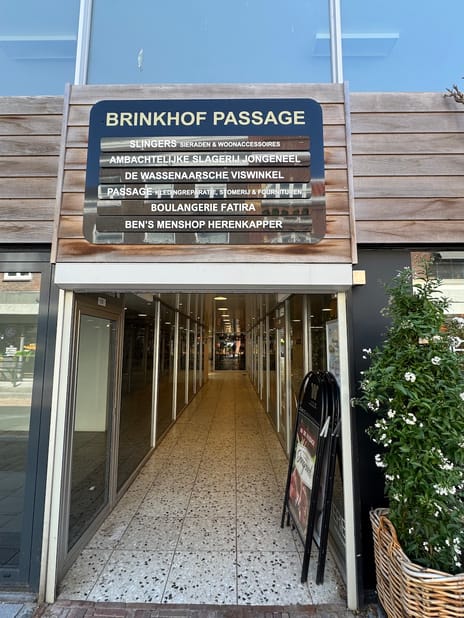 BRINKHOF PASSAGE
SLINGERS SIERADEN & WOONACCESSOIRES
AMBACHTELIJKE SLAGERIJ JONGENEEL
DE WASSENAARSCHE VISWINKEL
PASSAGE KLEDINGREPARATIE, STOMERIJ & FOURNITUREN
BOULANGERIE FATIRA
BEN'S MENSHOP HERENKAPPER